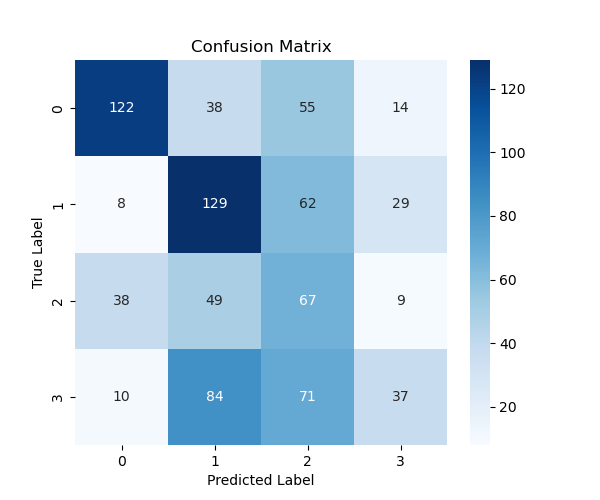 Confusion Matrix
0 122 38 55 14
1 8 129 62 29
2 38 49 67 9
3 10 84 71 37
0 1 2 3
Predicted Label
True Label
120
100
80
60
40
20